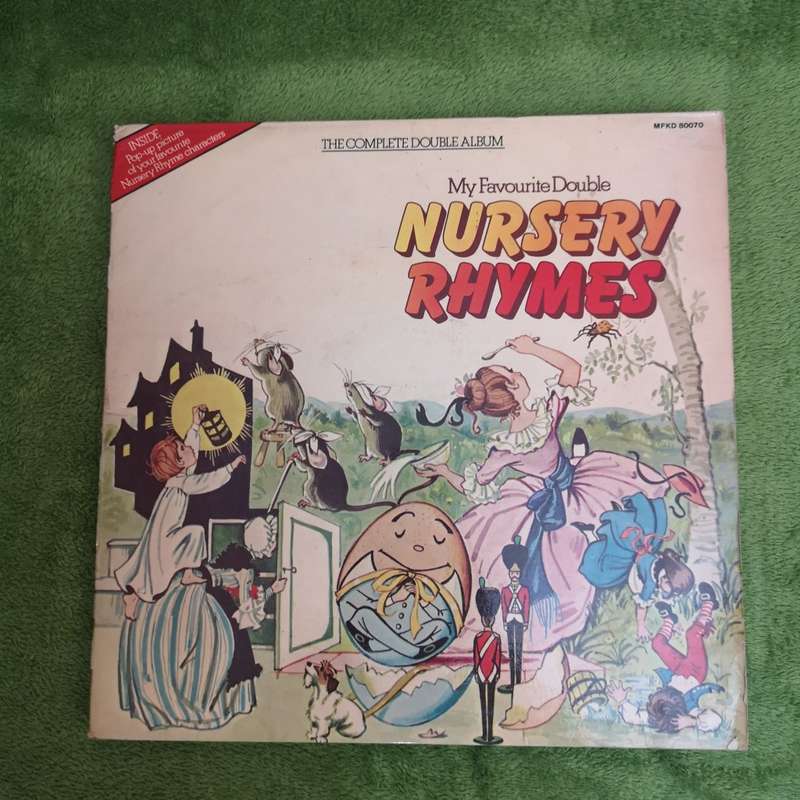 INSIDE
Pop-up picture
of your favourite
Nursery Rhyme characters
THE COMPLETE DOUBLE ALBUM
MFKD 80070
My Favourite Double
NURSERY
RHYMES